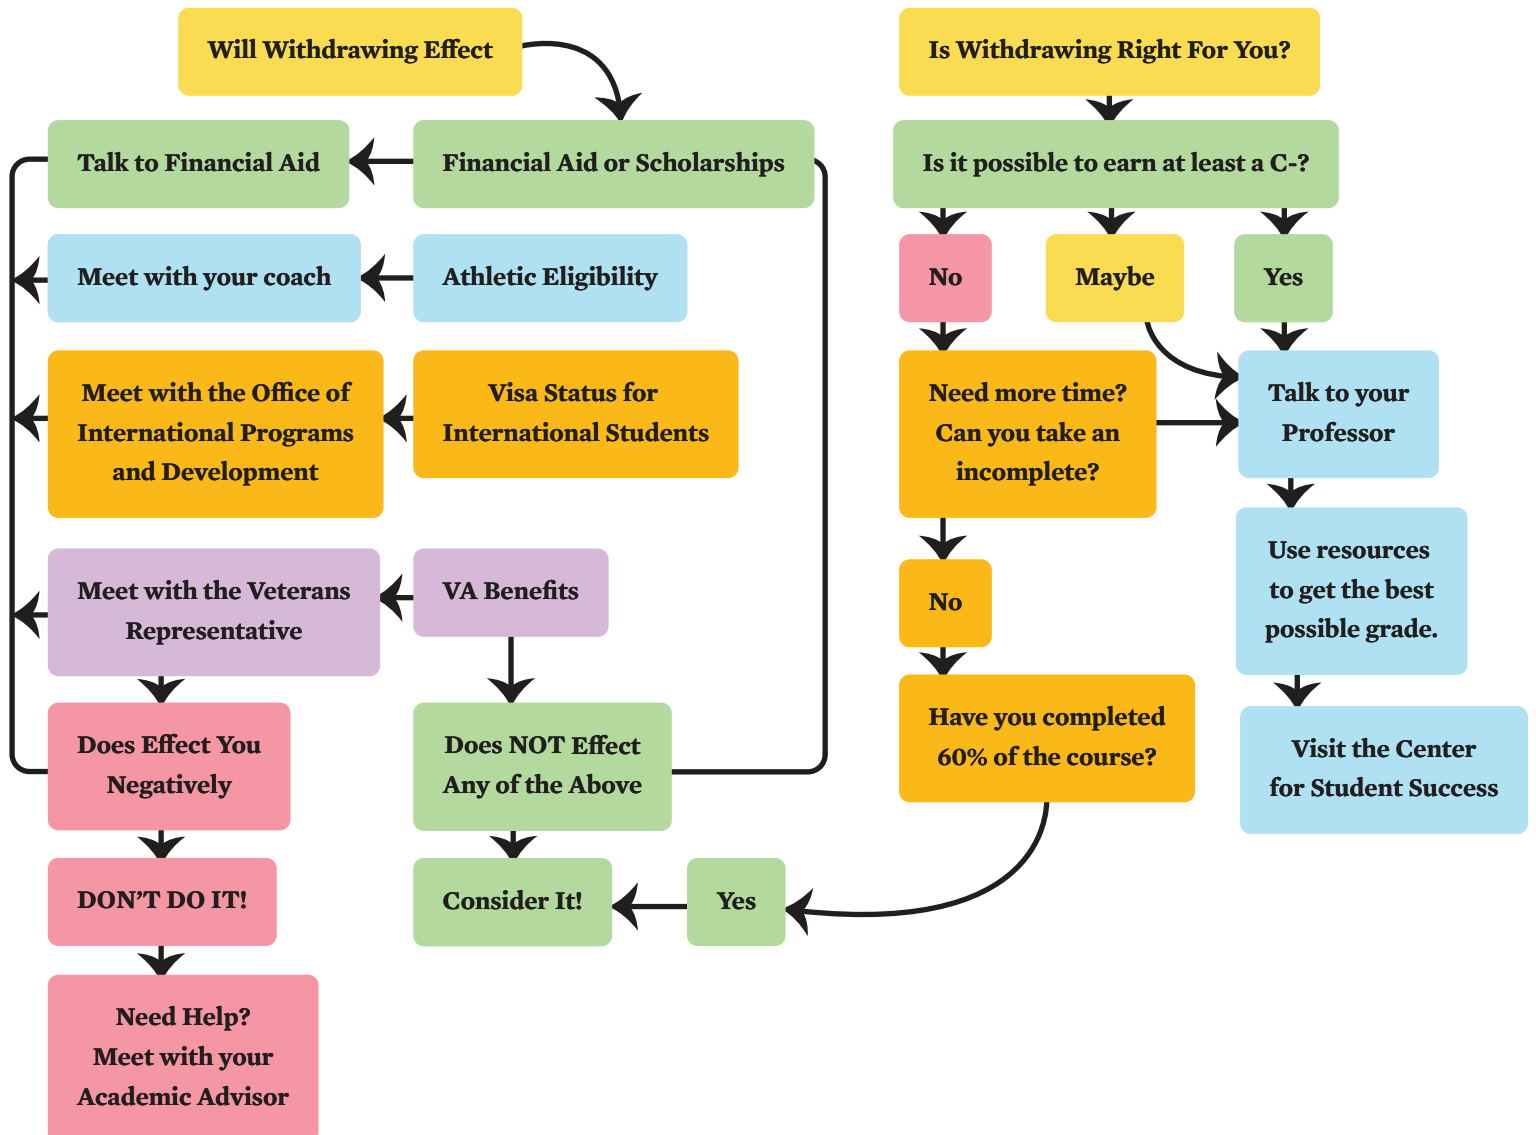 Will Withdrawing Effect
Financial Aid or Scholarships
Talk to Financial Aid
Athletic Eligibility
Meet with your coach
Visa Status for
International Students
Meet with the Office of
International Programs
and Development
VA Benefits
Meet with the Veterans
Representative
Does Effect You
Negatively
Does NOT Effect
Any of the Above
DON’T DO IT!
Consider It!
Need Help?
Meet with your
Academic Advisor
Is Withdrawing Right For You?
Is it possible to earn at least a C-?
No
Maybe
Yes
Need more time?
Can you take an
incomplete?
Talk to your
Professor
No
Use resources
to get the best
possible grade.
Have you completed
60% of the course?
Visit the Center
for Student Success
Yes